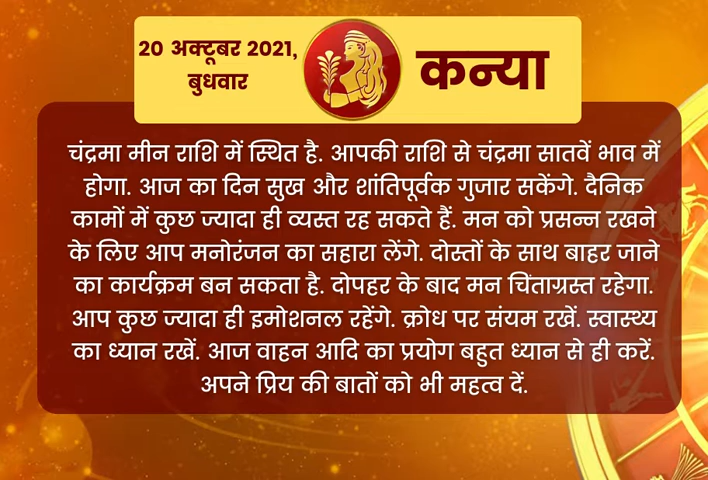 20 अक्टूबर 2021,
बुधवार
कन्या
चंद्रमा मीन राशि में स्थित है. आपकी राशि से चंद्रमा सातवें भाव में
होगा. आज का दिन सुख और शांतिपूर्वक गुजार सकेंगे. दैनिक
कामों में कुछ ज्यादा ही व्यस्त रह सकते हैं. मन को प्रसन्न रखने
के लिए आप मनोरंजन का सहारा लेंगे. दोस्तों के साथ बाहर जाने
का कार्यक्रम बन सकता है. दोपहर के बाद मन चिंताग्रस्त रहेगा.
आप कुछ ज्यादा ही इमोशनल रहेंगे. क्रोध पर संयम रखें. स्वास्थ्य
का ध्यान रखें. आज वाहन आदि का प्रयोग बहुत ध्यान से ही करें.
अपने प्रिय की बातों को भी महत्व दें.